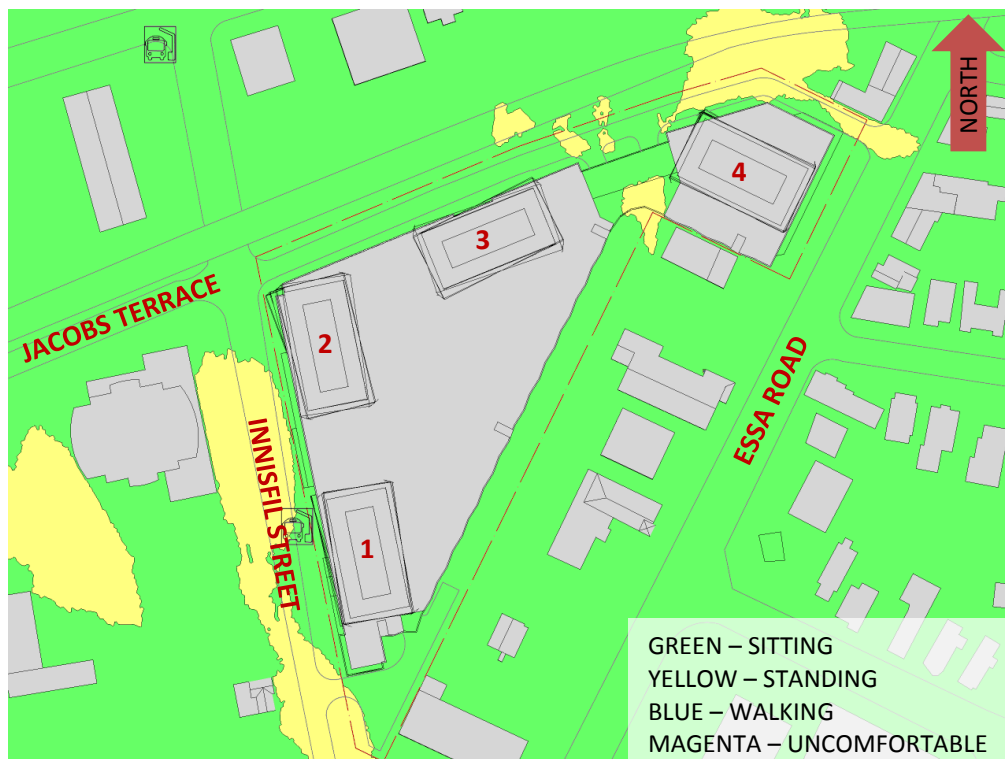 NORTH
4
3
JACOBS TERRACE
2
INNISFIL STREET
ESSA ROAD
1
GREEN – SITTING
YELLOW – STANDING
BLUE – WALKING
MAGENTA – UNCOMFORTABLE